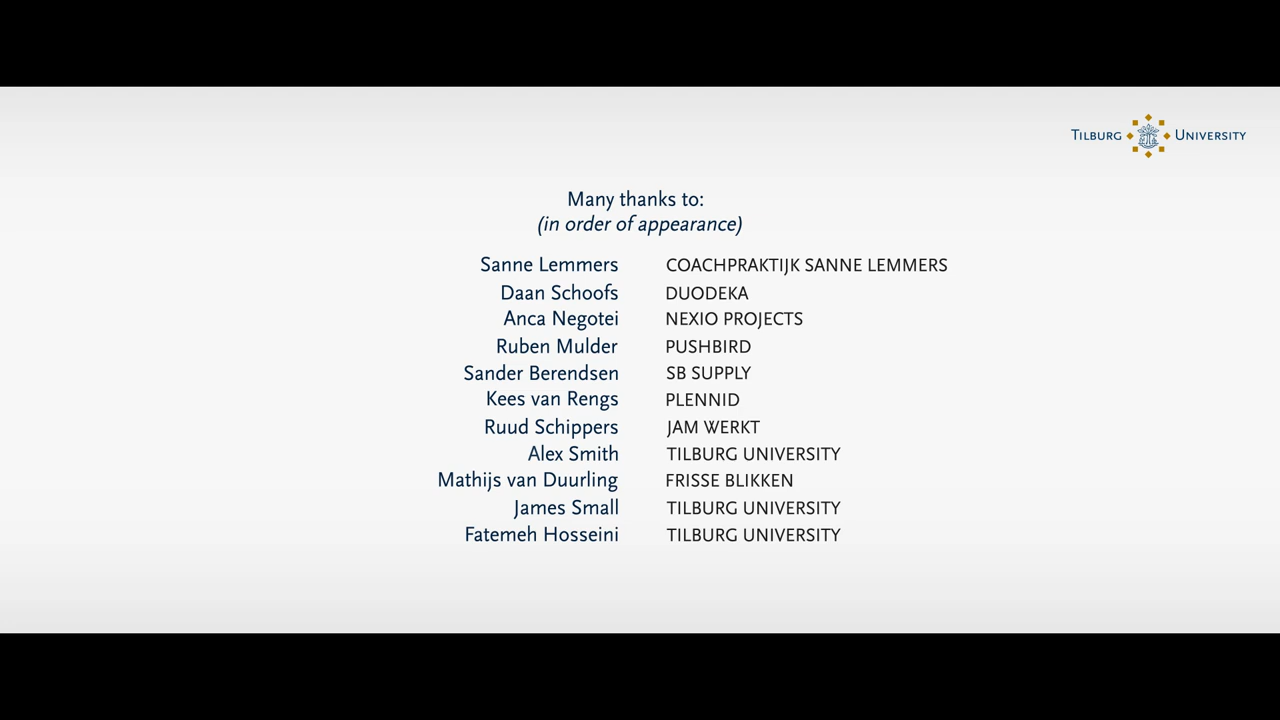 TILBURG UNIVERSITY
Many thanks to:
(in order of appearance)
Sanne Lemmers COACHPRAKTIJK SANNE LEMMERS
Daan Schoofs DUODEKA
Anca Negotei NEXIO PROJECTS
Ruben Mulder PUSHBIRD
Sander Berendsen SB SUPPLY
Kees van Rengs PLENNID
Ruud Schippers JAM WERKT
Alex Smith TILBURG UNIVERSITY
Mathijs van Duurling FRISSE BLIKKEN
James Small TILBURG UNIVERSITY
Fatemeh Hosseini TILBURG UNIVERSITY